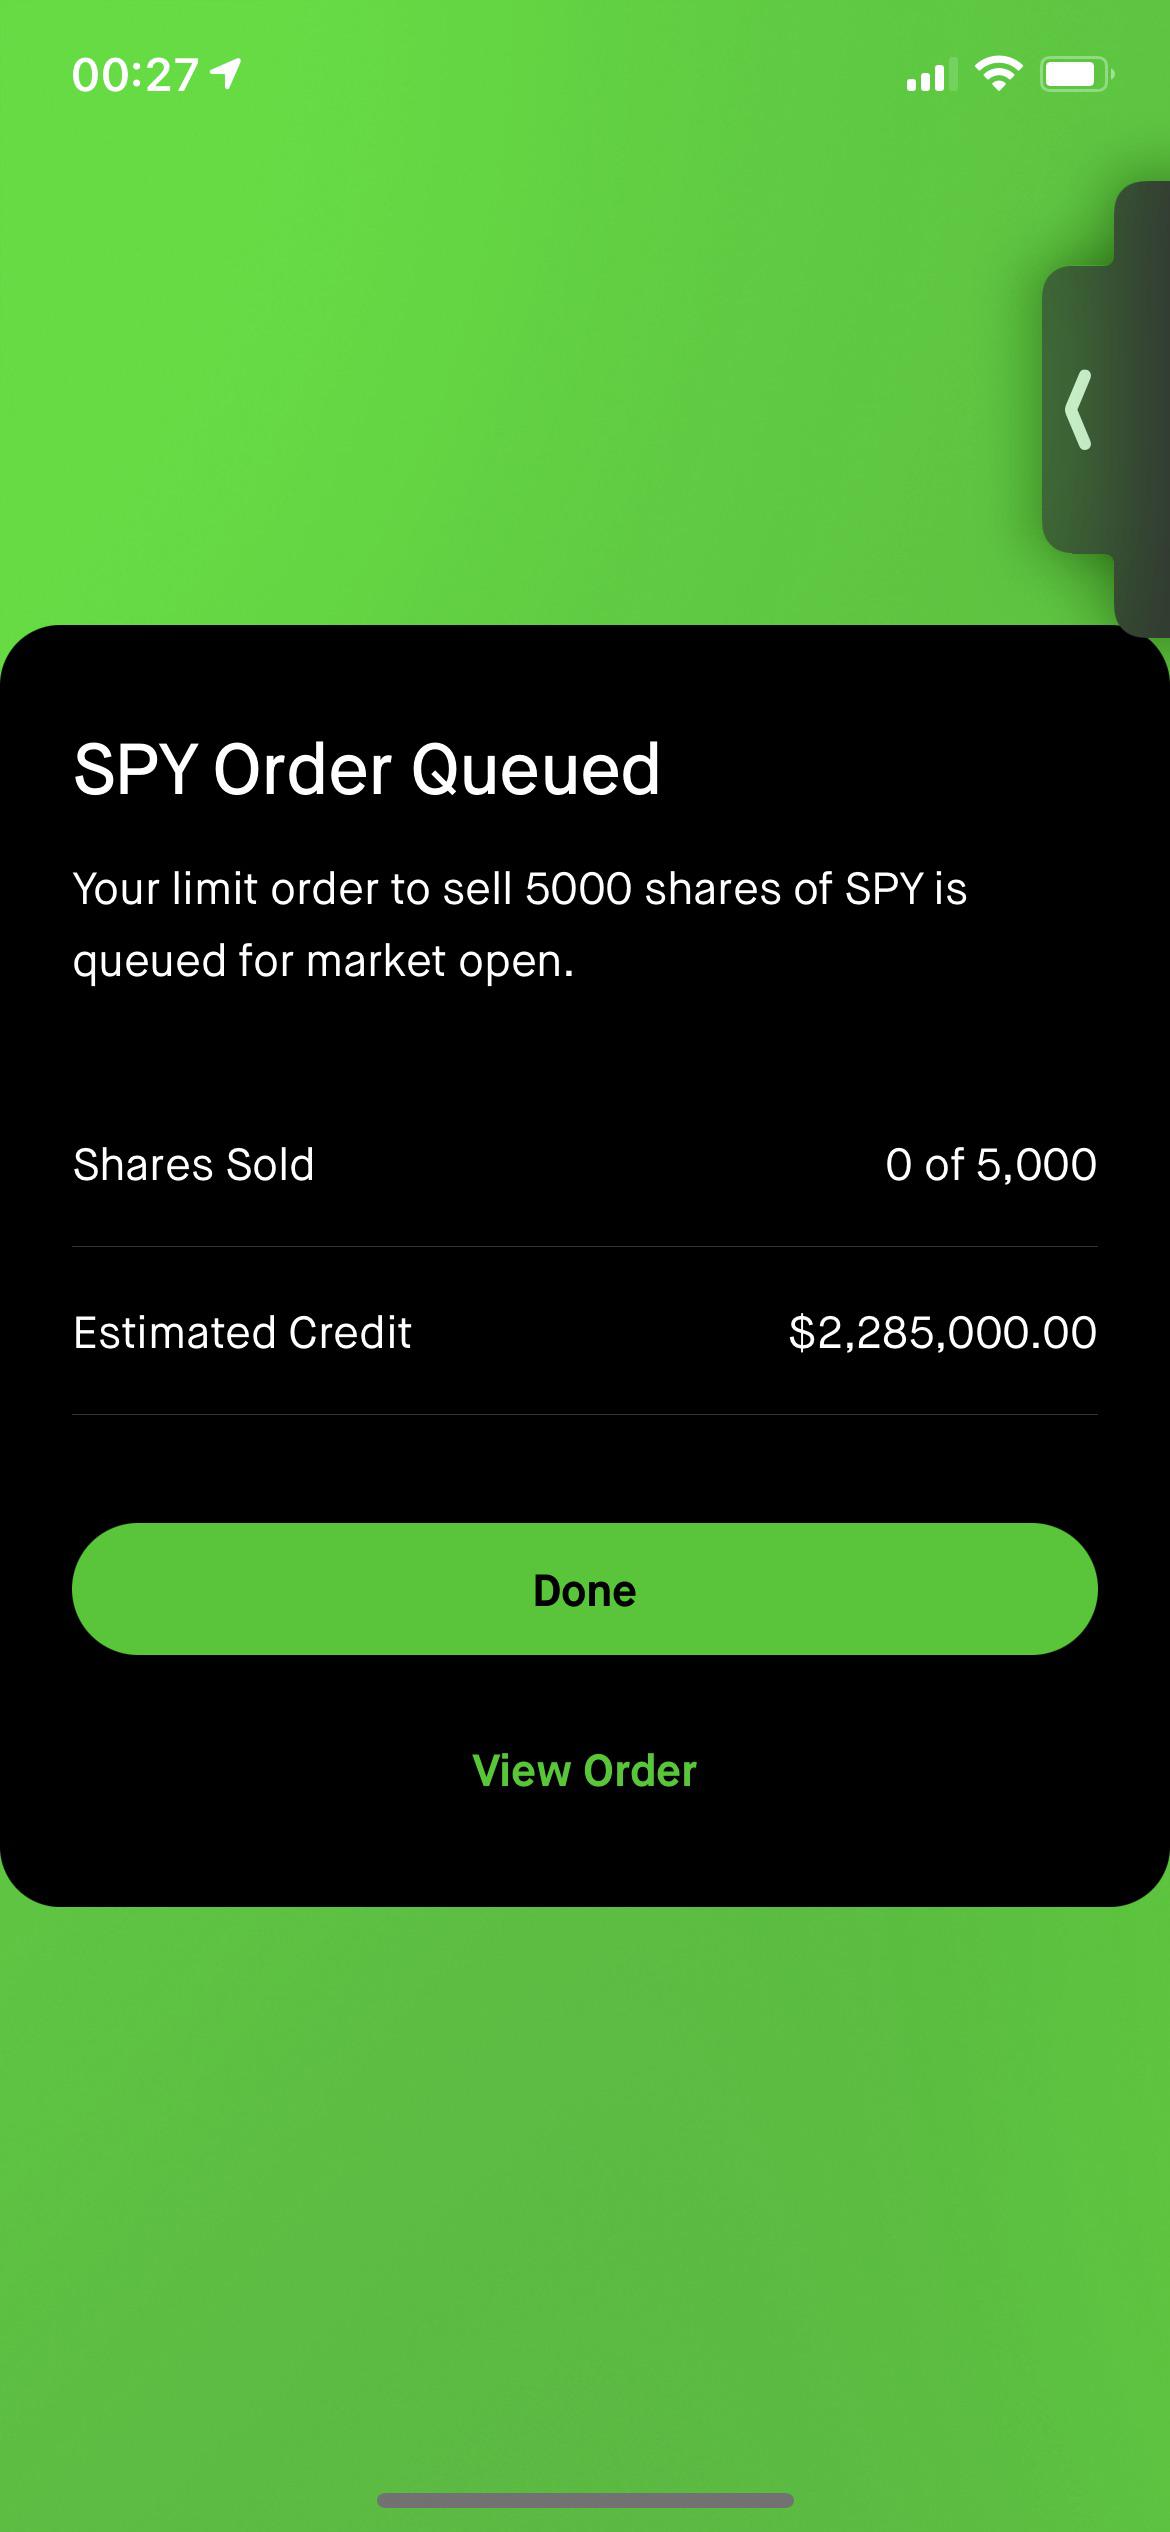 00:27
SPY Order Queued
Your limit order to sell 5000 shares of SPY is
queued for market open.
Shares Sold 0 of 5,000
Estimated Credit $2,285,000.00
Done
View Order